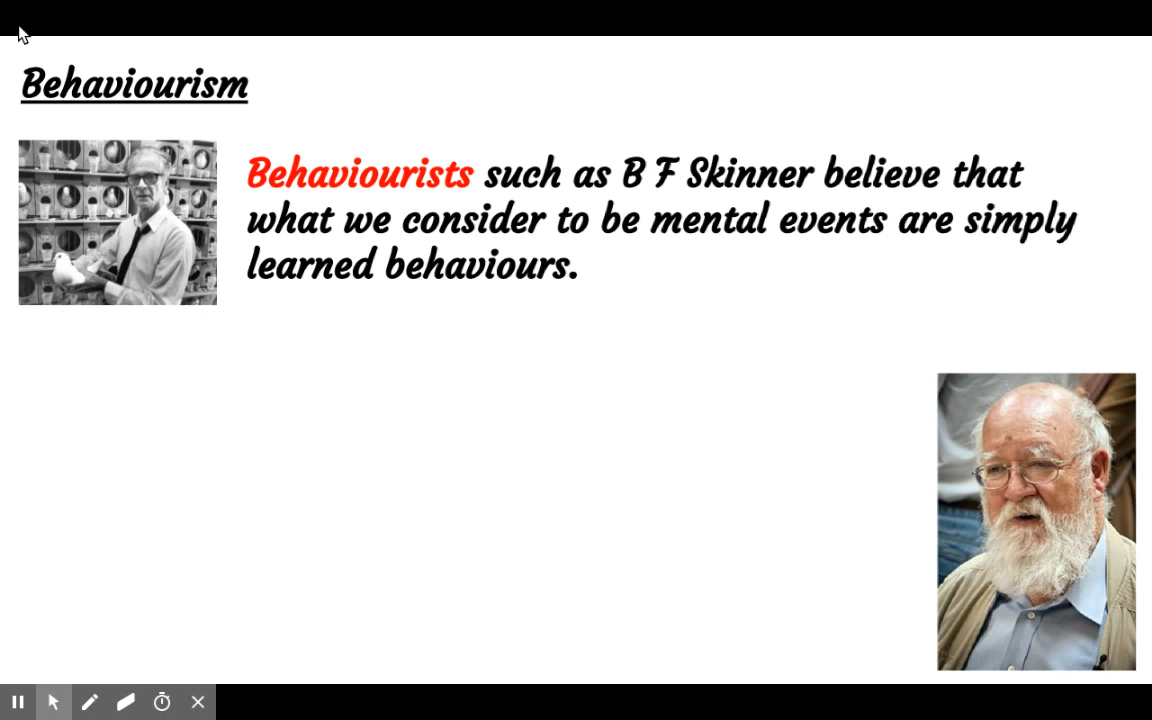 Behaviourism
Behaviourists such as B F Skinner believe that
what we consider to be mental events are simply
learned behaviours.